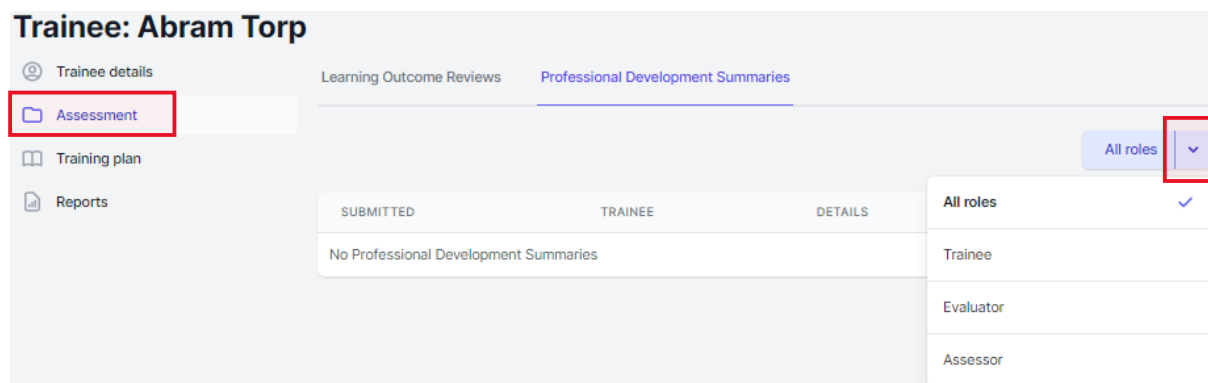 Trainee: Abram Torp
Trainee details
Assessment
Training plan
Reports
Learning Outcome Reviews Professional Development Summaries
All roles
SUBMITTED TRAINEE DETAILS
No Professional Development Summaries
All roles
Trainee
Evaluator
Assessor